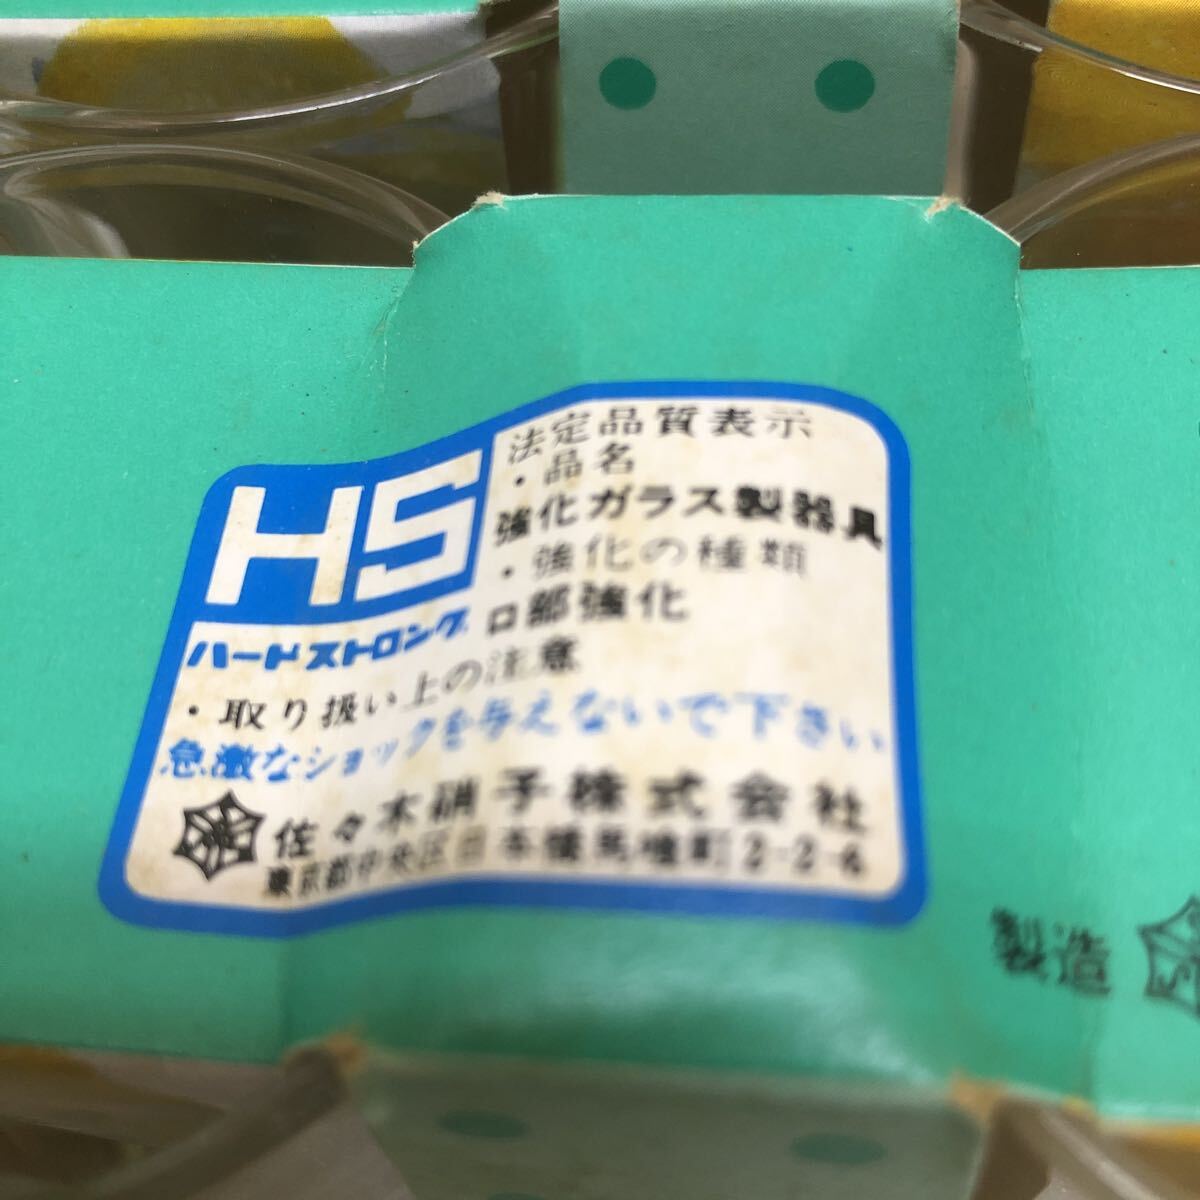 HS
ハードストロング
法定品質表示
・品名
強化ガラス製器具
・強化の種類
口部強化
・取り扱い上の注意
急激なショックを与えないで下さい
佐々木硝子株式会社
東京都中央区日本橋馬喰町2-2-6
製造